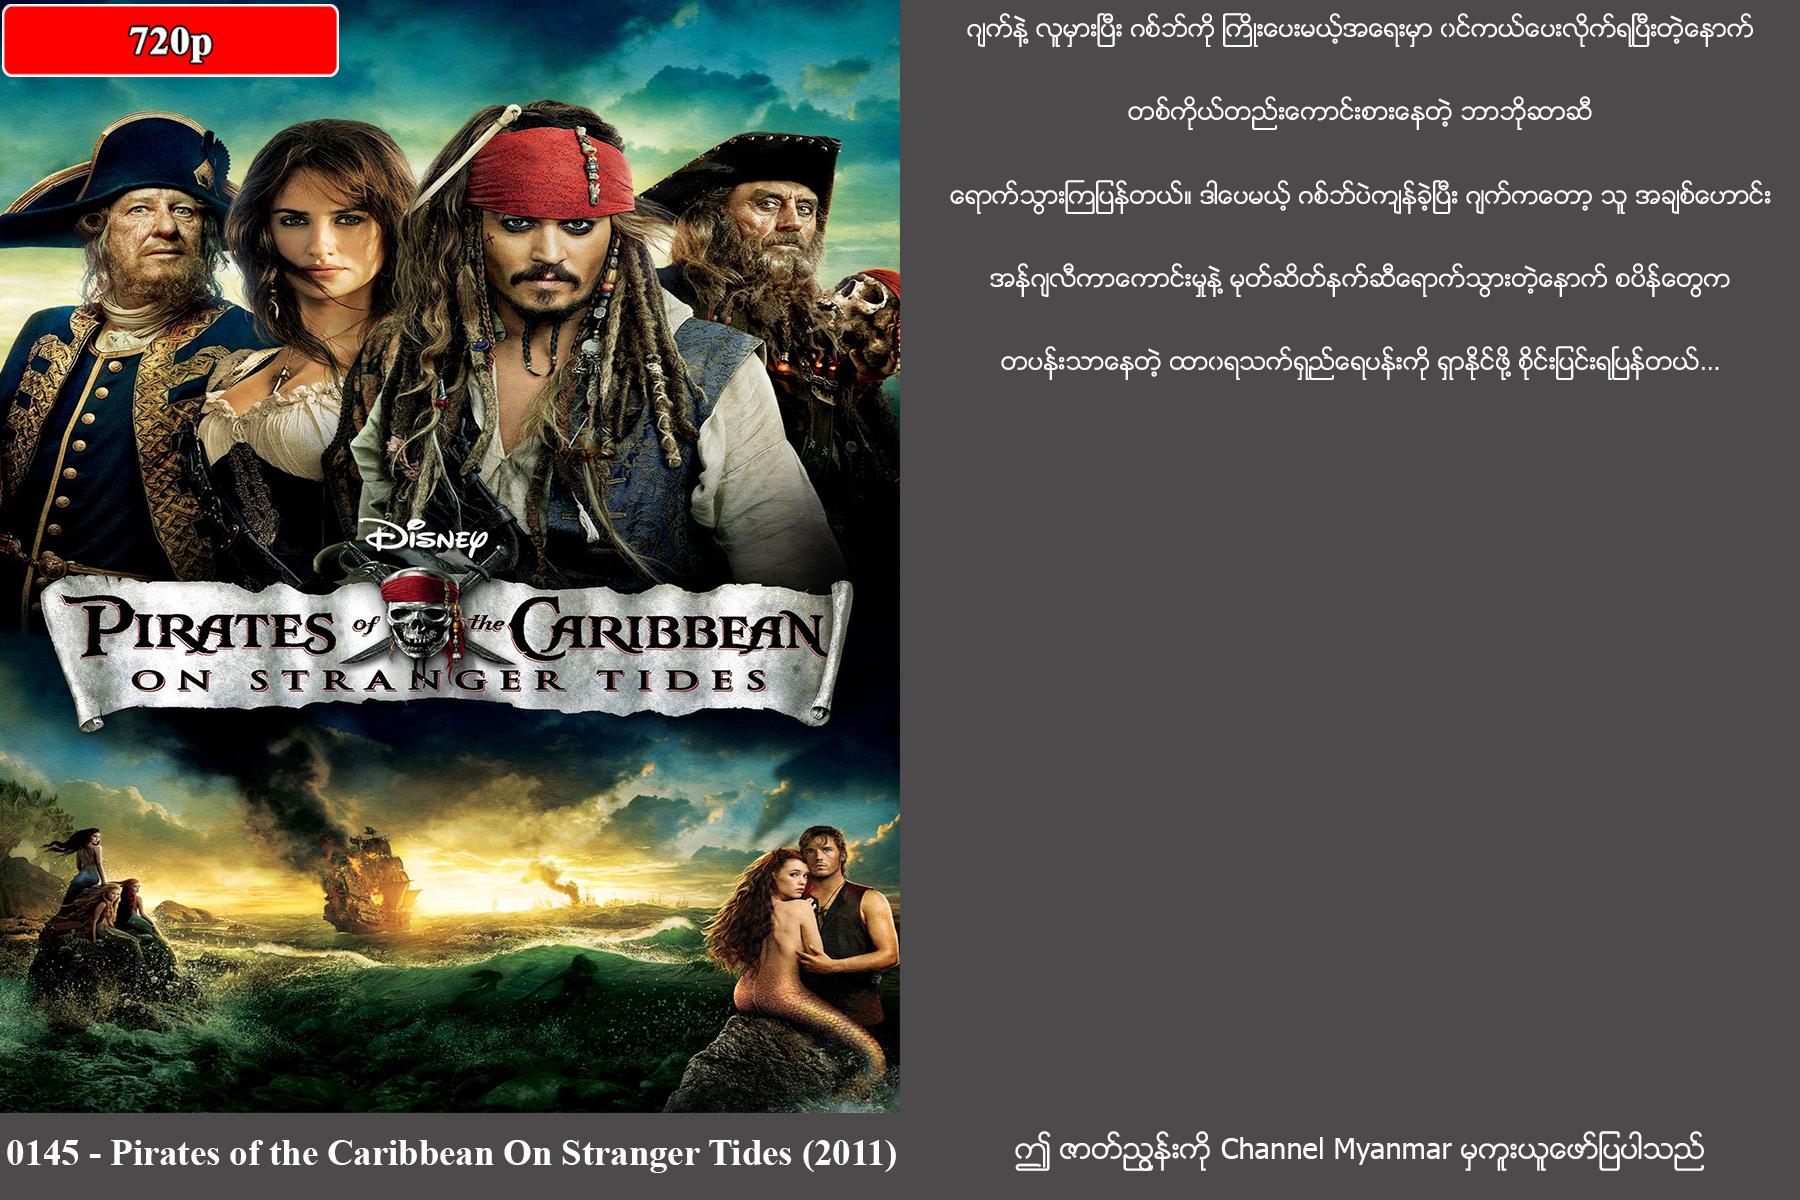 720p
ဂျက်နဲ့ လူမှားပြီး ဂစ်ဘ်ကို ကြိုးပေးမယ့်အရေးမှာ ဝင်ကယ်ပေးလိုက်ရပြီးတဲ့နောက်
တစ်ကိုယ်တည်းကောင်းစားနေတဲ့ ဘာဘိုဆာဆီ
ရောက်သွားကြပြန်တယ်။ ဒါပေမယ့် ဂစ်ဘ်ပဲကျန်ခဲ့ပြီး ဂျက်ကတော့ သူ အချစ်ဟောင်း
အန်ဂျလီကာကောင်းမှုနဲ့ မုတ်ဆိတ်နက်ဆီရောက်သွားတဲ့နောက် စပိန်တွေက
တပန်းသာနေတဲ့ ထာဝရသက်ရှည်ရေပန်းကို ရှာနိုင်ဖို့ စိုင်းပြင်းရပြန်တယ်...
DISNEY
PIRATES of the CARIBBEAN
ON STRANGER TIDES
0145 - Pirates of the Caribbean On Stranger Tides (2011)
ဤ ဇာတ်ညွှန်းကို Channel Myanmar မှကူးယူဖော်ပြပါသည်